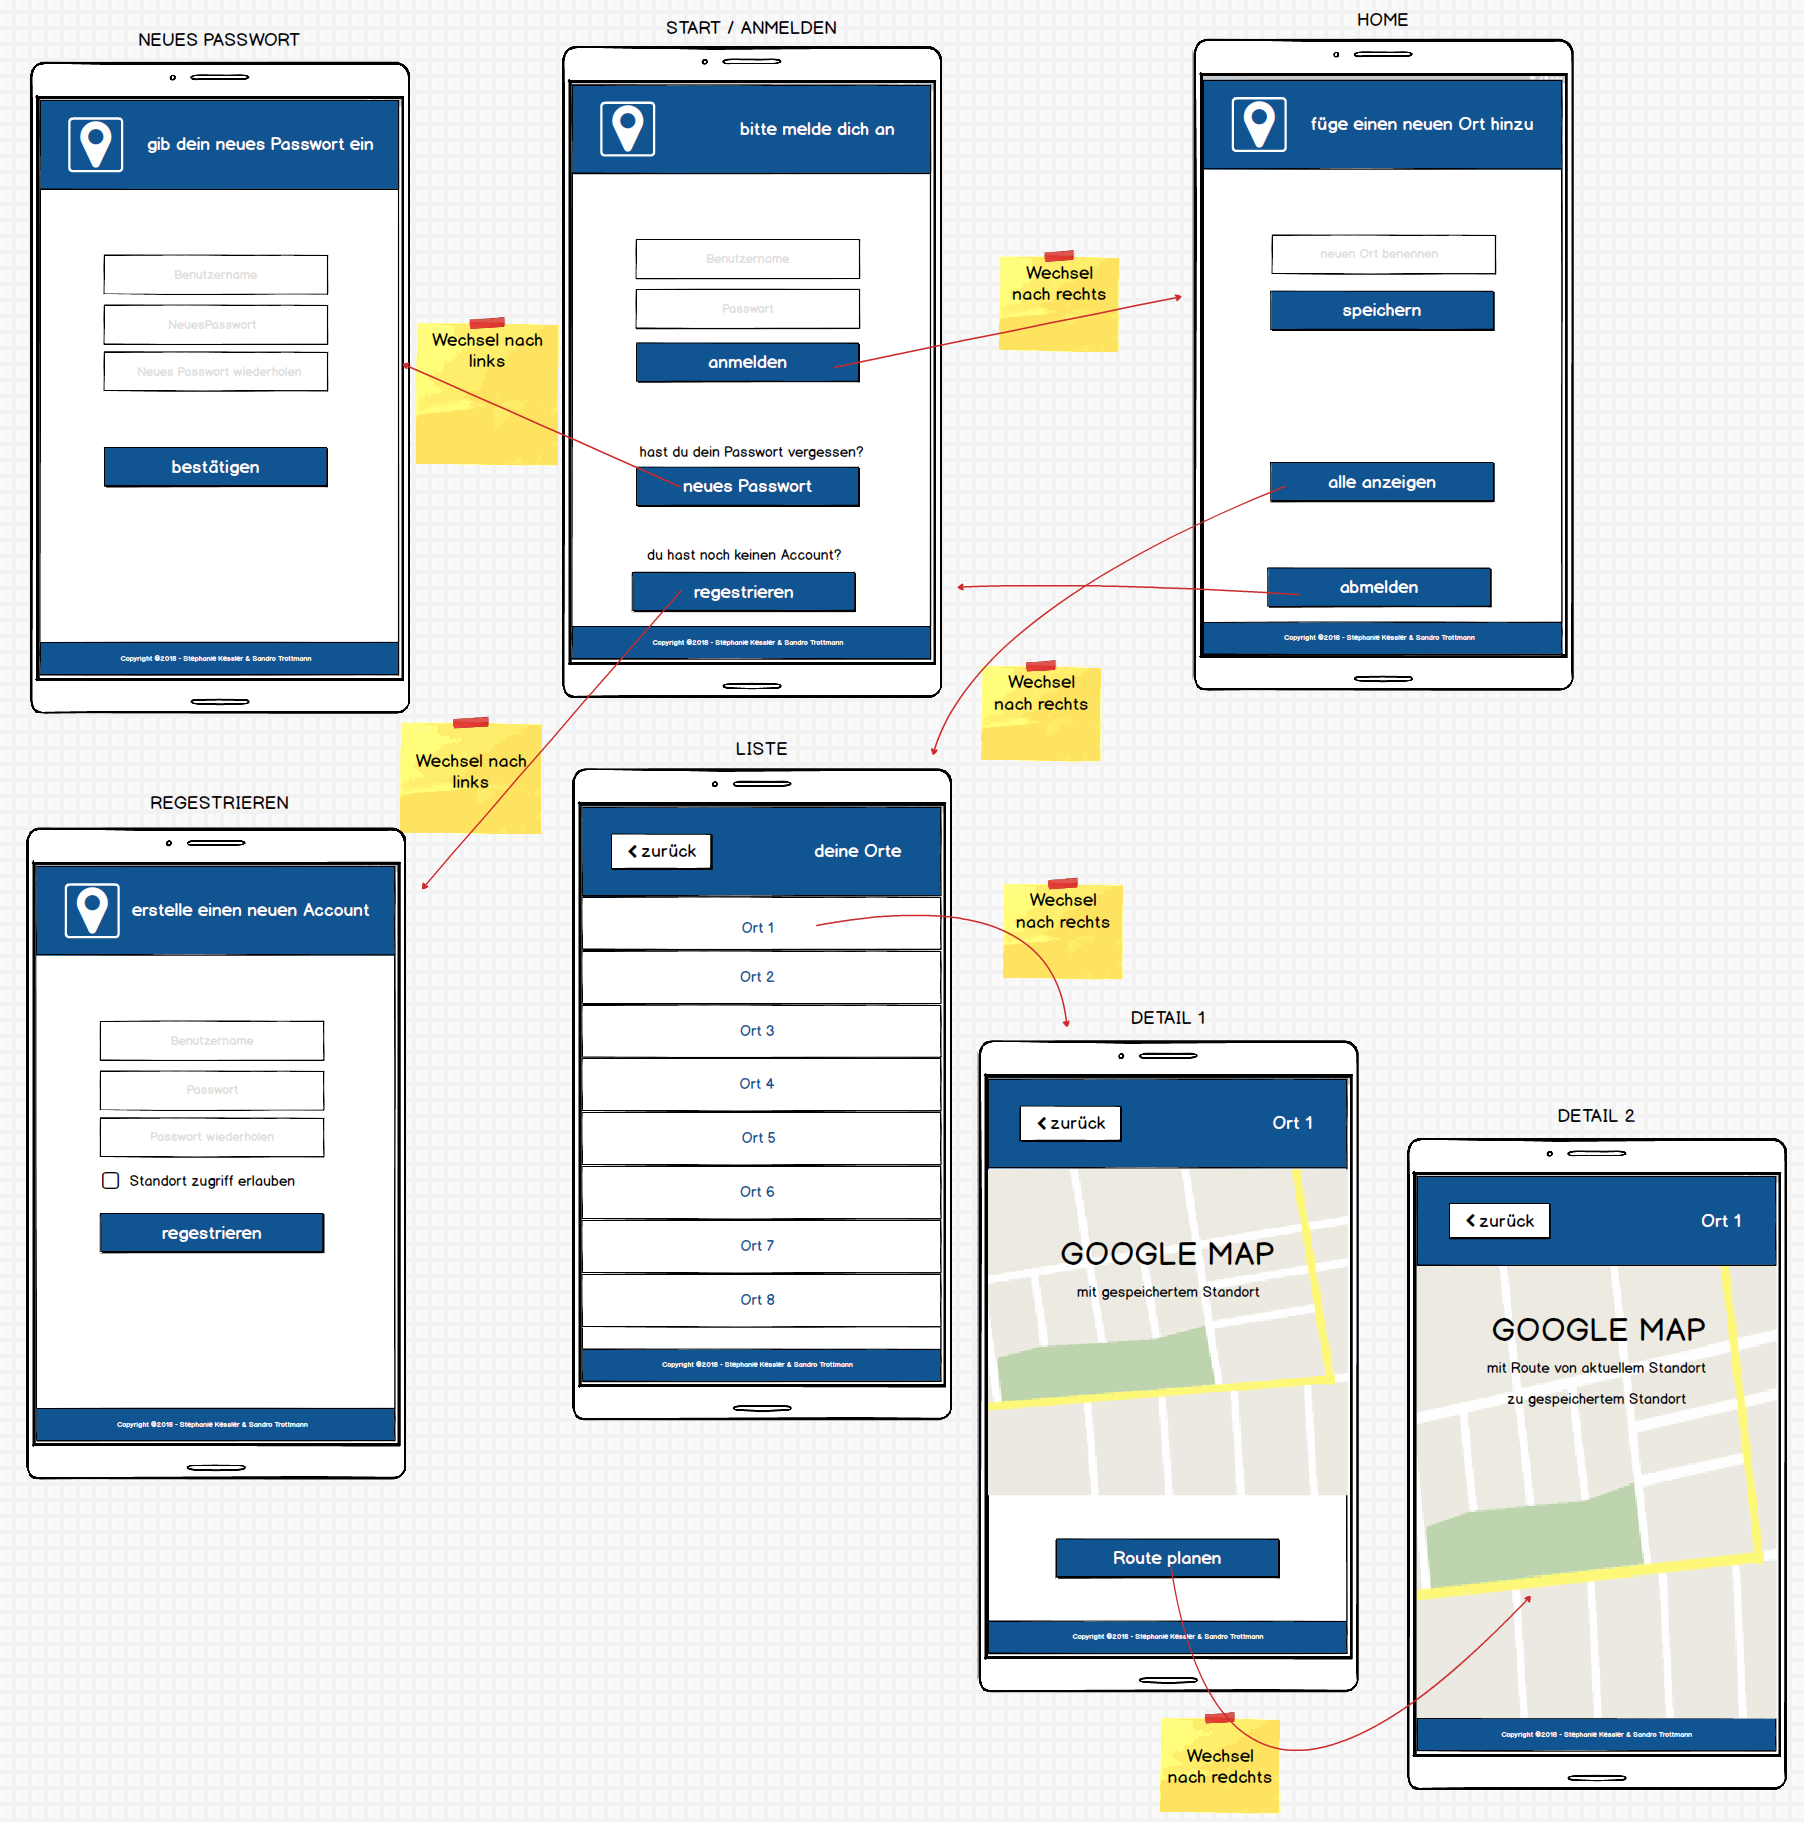 NEUES PASSWORT
gib dein neues Passwort ein
Benutzername
NeuesPasswort
Neues Passwort wiederholen
bestätigen
Copyright ©2018 - Stéphanie Kessler & Sandro Trottmann
Wechsel nach
links
START / ANMELDEN
bitte melde dich an
Benutzername
Passwort
anmelden
hast du dein Passwort vergessen?
neues Passwort
du hast noch keinen Account?
regestrieren
Copyright ©2018 - Stéphanie Kessler & Sandro Trottmann
Wechsel
nach rechts
HOME
füge einen neuen Ort hinzu
neuen Ort benennen
speichern
alle anzeigen
abmelden
Copyright ©2018 - Stéphanie Kessler & Sandro Trottmann
Wechsel
nach rechts
Wechsel nach
links
REGESTRIEREN
erstelle einen neuen Account
Benutzername
Passwort
Passwort wiederholen
Standort zugriff erlauben
regestrieren
Copyright ©2018 - Stéphanie Kessler & Sandro Trottmann
LISTE
zurück
deine Orte
Ort 1
Ort 2
Ort 3
Ort 4
Ort 5
Ort 6
Ort 7
Ort 8
Copyright ©2018 - Stéphanie Kessler & Sandro Trottmann
Wechsel
nach rechts
DETAIL 1
zurück
Ort 1
GOOGLE MAP
mit gespeichertem Standort
Route planen
Copyright ©2018 - Stéphanie Kessler & Sandro Trottmann
Wechsel
nach redchts
DETAIL 2
zurück
Ort 1
GOOGLE MAP
mit Route von aktuellem Standort
zu gespeichertem Standort
Copyright ©2018 - Stéphanie Kessler & Sandro Trottmann